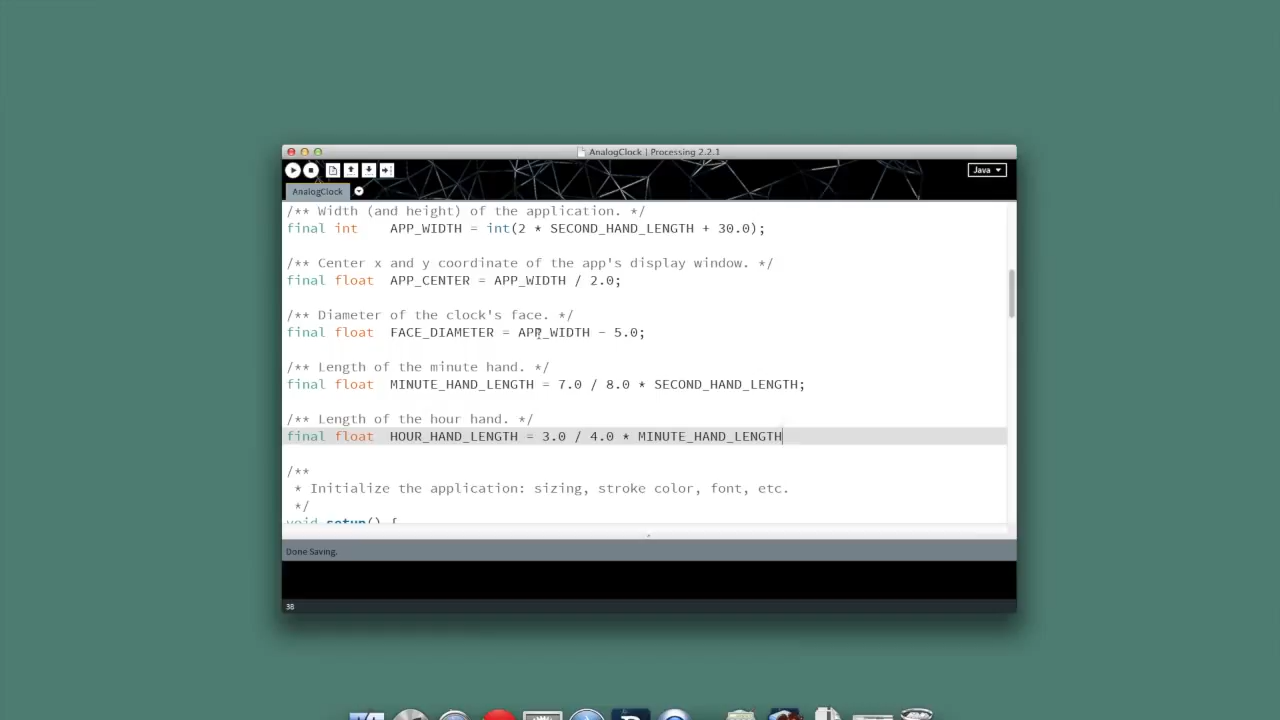 AnalogClock | Processing 2.2.1
Java
AnalogClock
/** Width (and height) of the application. */
final int    APP_WIDTH = int(2 * SECOND_HAND_LENGTH + 30.0);
/** Center x and y coordinate of the app's display window. */
final float  APP_CENTER = APP_WIDTH / 2.0;
/** Diameter of the clock's face. */
final float  FACE_DIAMETER = APP_WIDTH - 5.0;
/** Length of the minute hand. */
final float  MINUTE_HAND_LENGTH = 7.0 / 8.0 * SECOND_HAND_LENGTH;
/** Length of the hour hand. */
final float  HOUR_HAND_LENGTH = 3.0 / 4.0 * MINUTE_HAND_LENGTH
/**
 * Initialize the application: sizing, stroke color, font, etc.
 */
void setup() {
Done Saving.
38